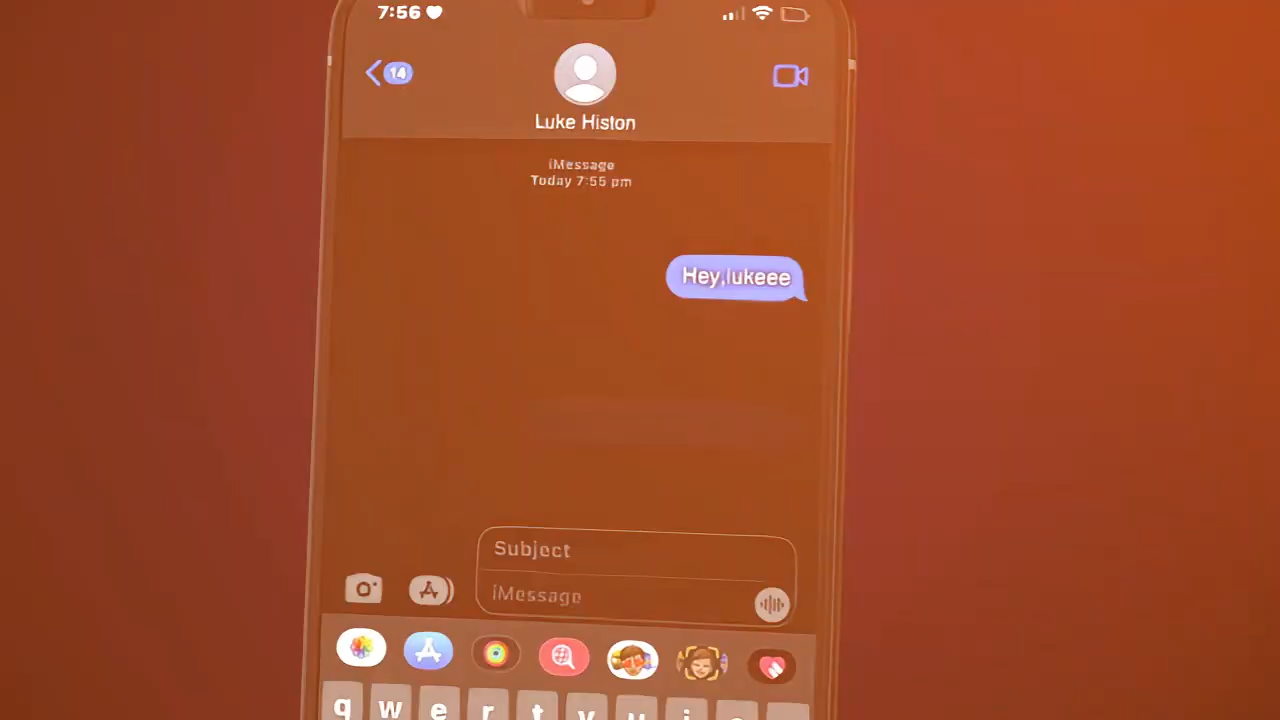 7:56
14
Luke Histon
iMessage
Today 7:55 pm
Hey,lukeee
Subject
iMessage
q w e r t y u i o